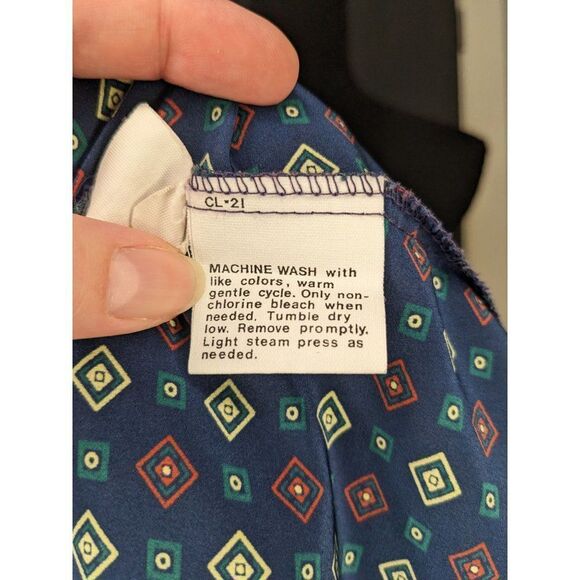 CL-21
MACHINE WASH with
like colors, warm
gentle cycle. Only non-
chlorine bleach when
needed. Tumble dry
low. Remove promptly.
Light steam press as
needed.